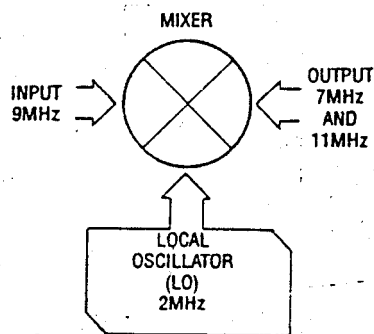 MIXER
INPUT
9MHz
OUTPUT
7MHz
AND
11MHz
LOCAL
OSCILLATOR
(LO)
2MHz